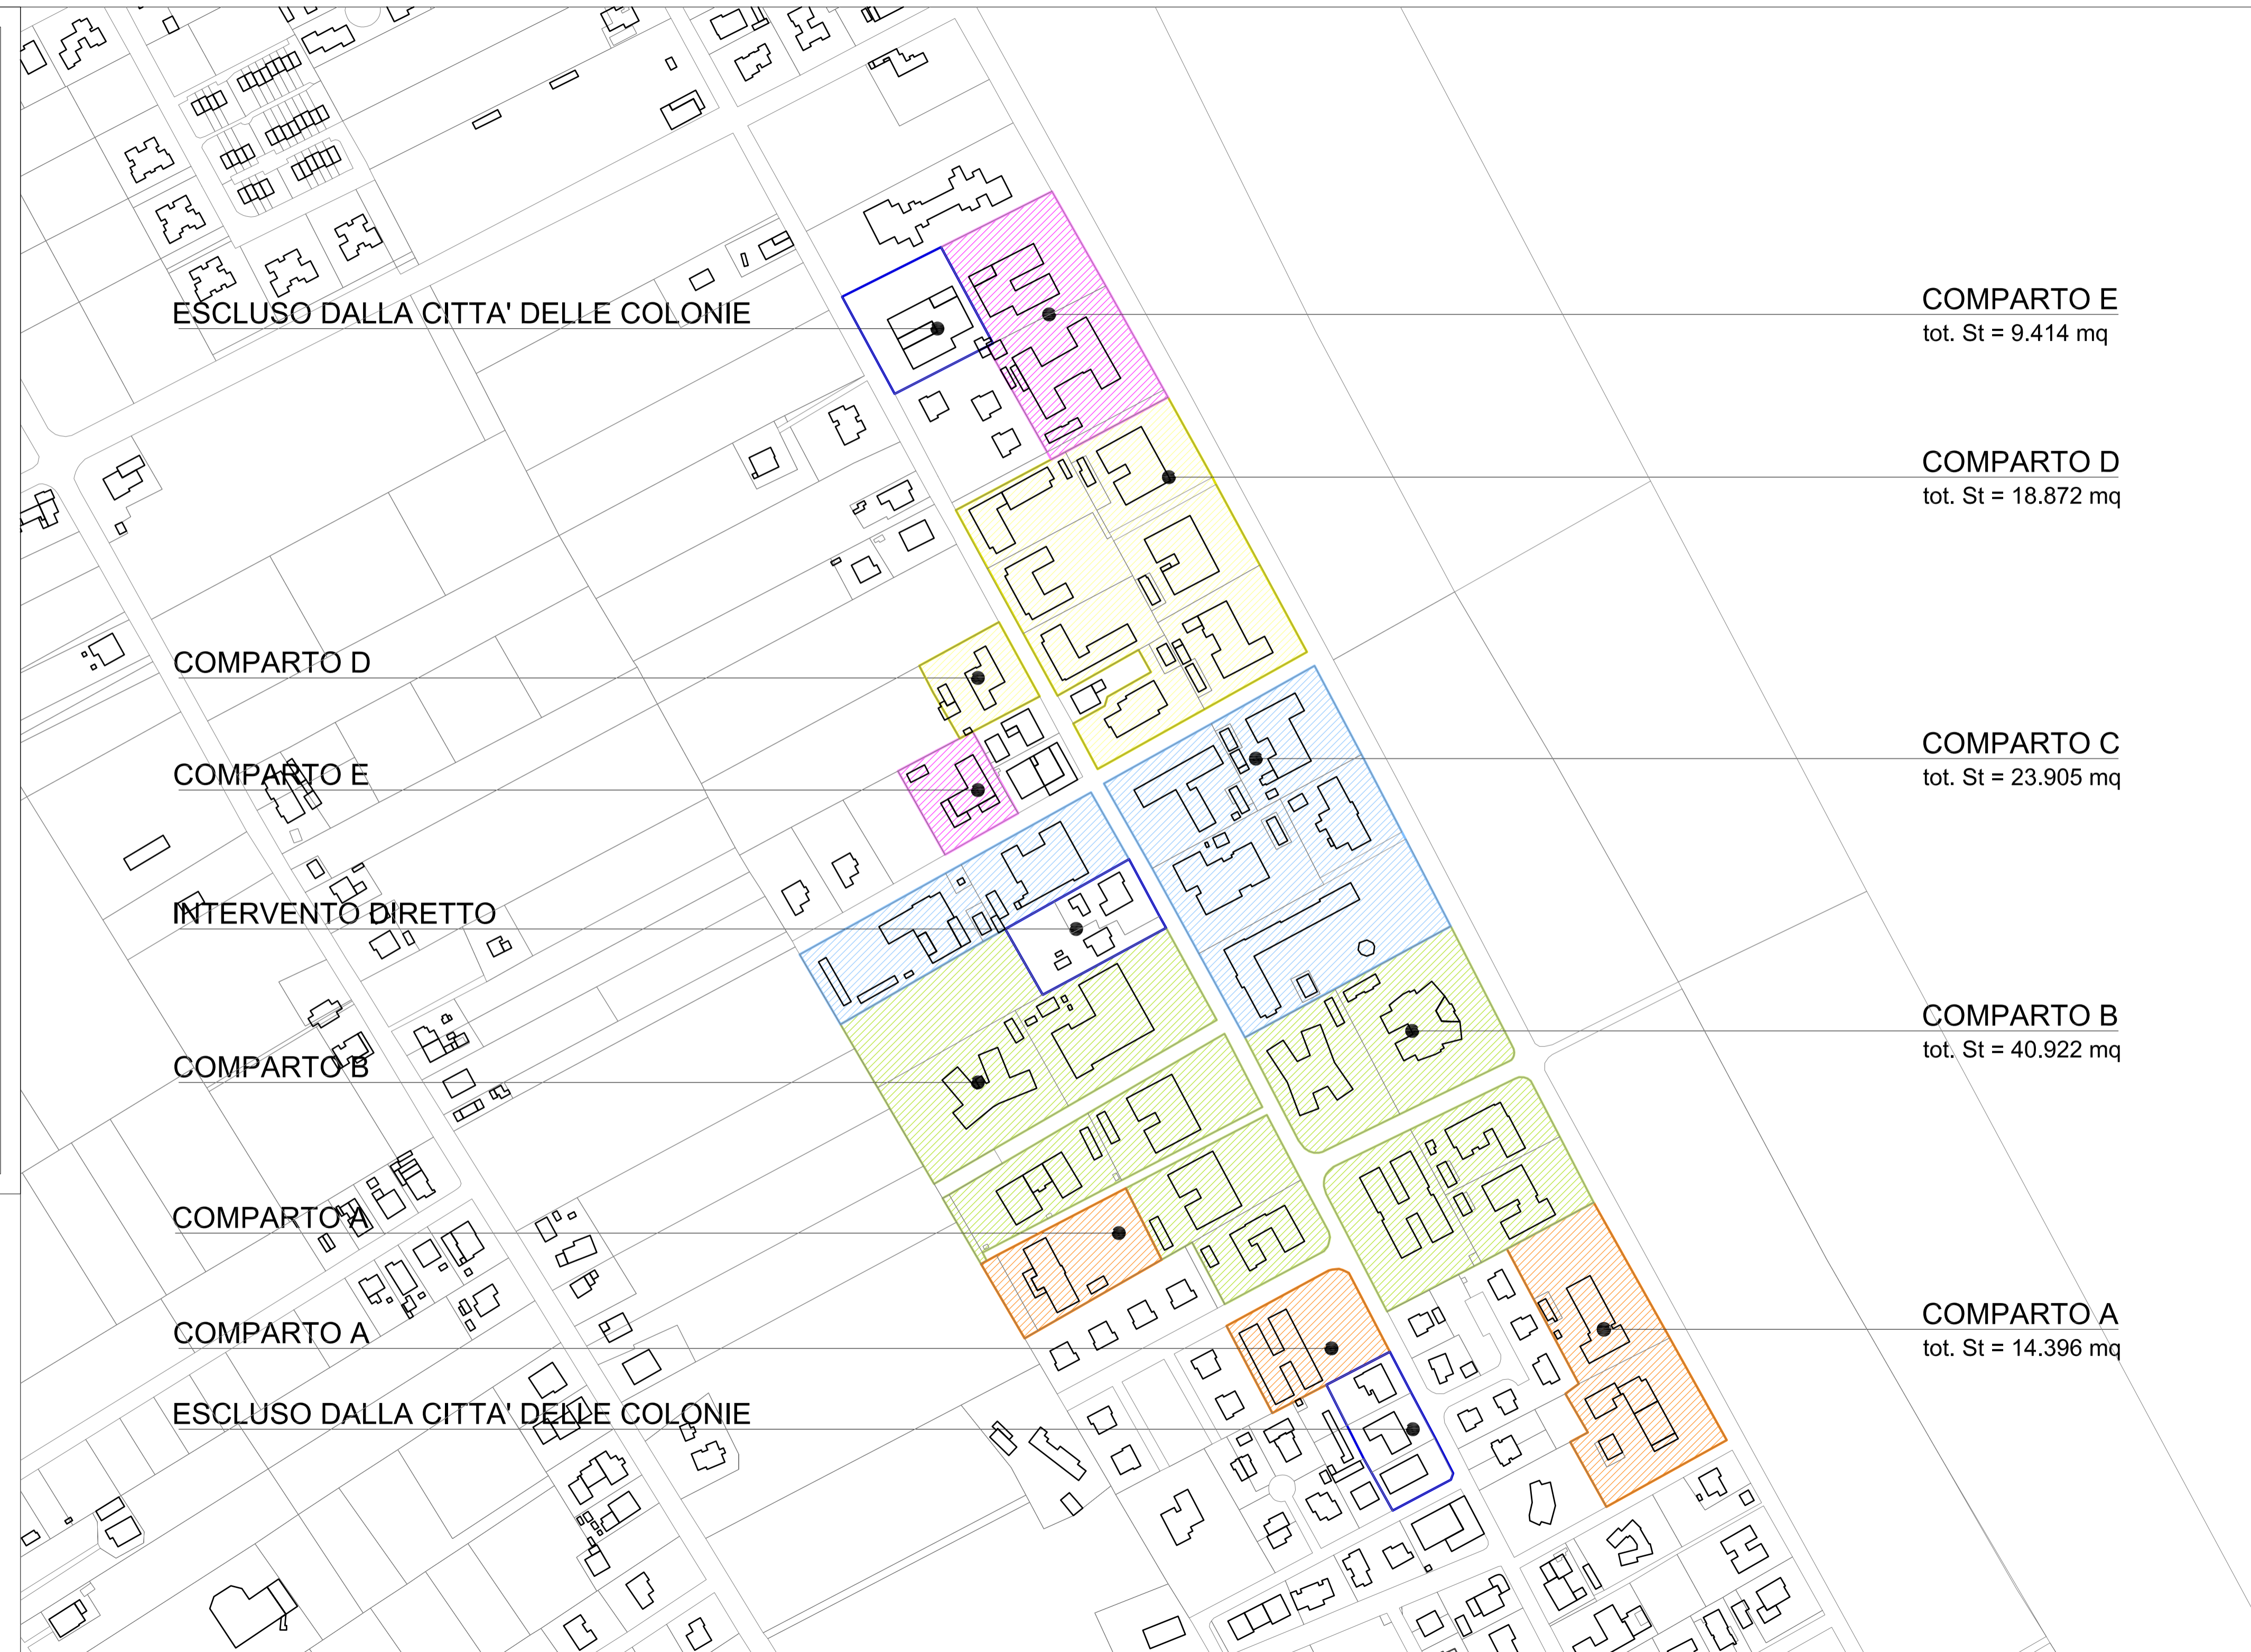 ESCLUSO DALLA CITTA' DELLE COLONIE
COMPARTO E
tot. St = 9.414 mq
COMPARTO D
tot. St = 18.872 mq
COMPARTO D
COMPARTO C
tot. St = 23.905 mq
COMPARTO E
INTERVENTO DIRETTO
COMPARTO B
tot. St = 40.922 mq
COMPARTO B
COMPARTO A
COMPARTO A
tot. St = 14.396 mq
COMPARTO A
ESCLUSO DALLA CITTA' DELLE COLONIE